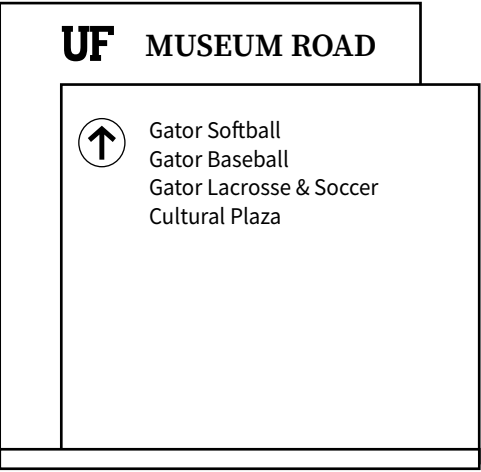 UF MUSEUM ROAD
Gator Softball
Gator Baseball
Gator Lacrosse & Soccer
Cultural Plaza